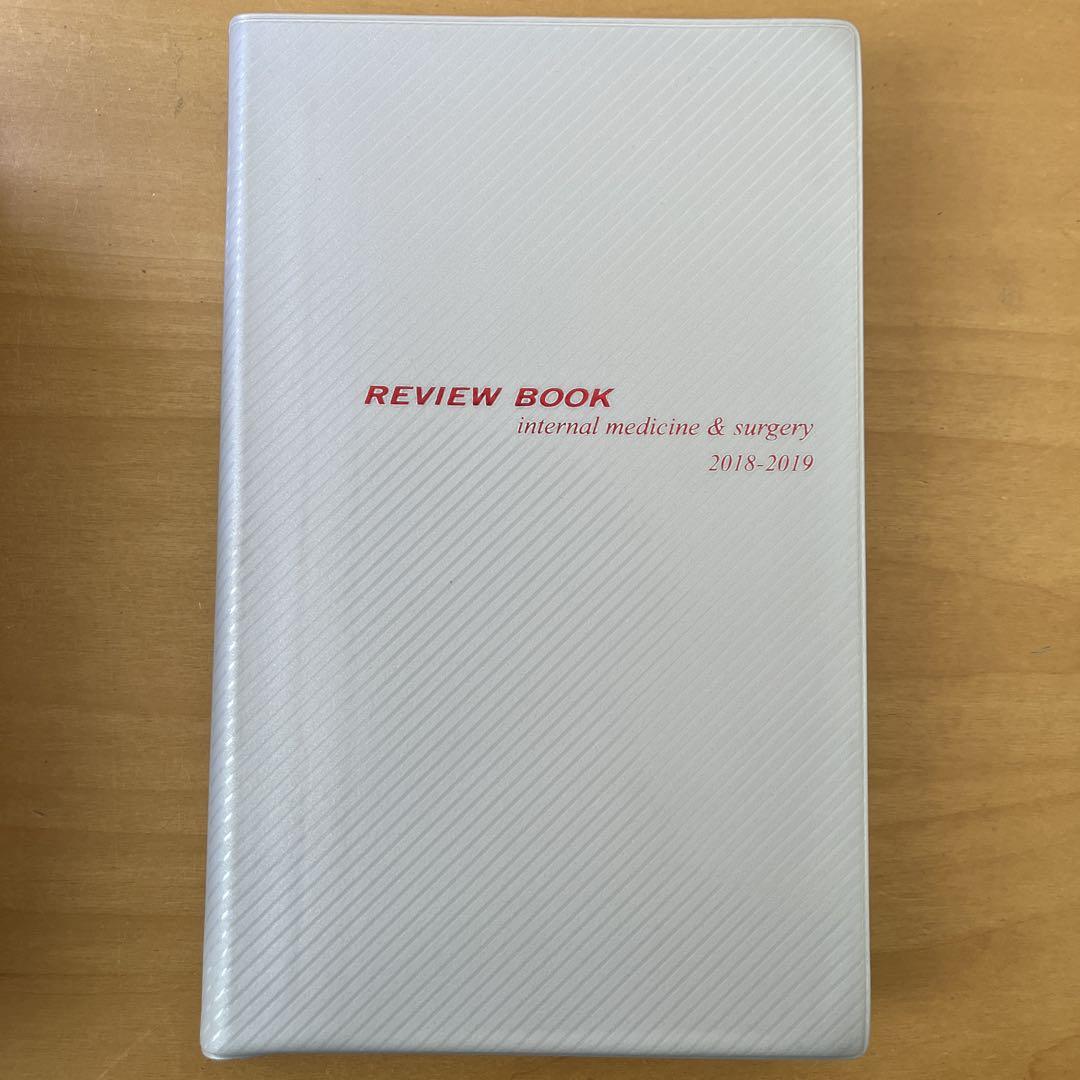 REVIEW BOOK
internal medicine & surgery
2018-2019